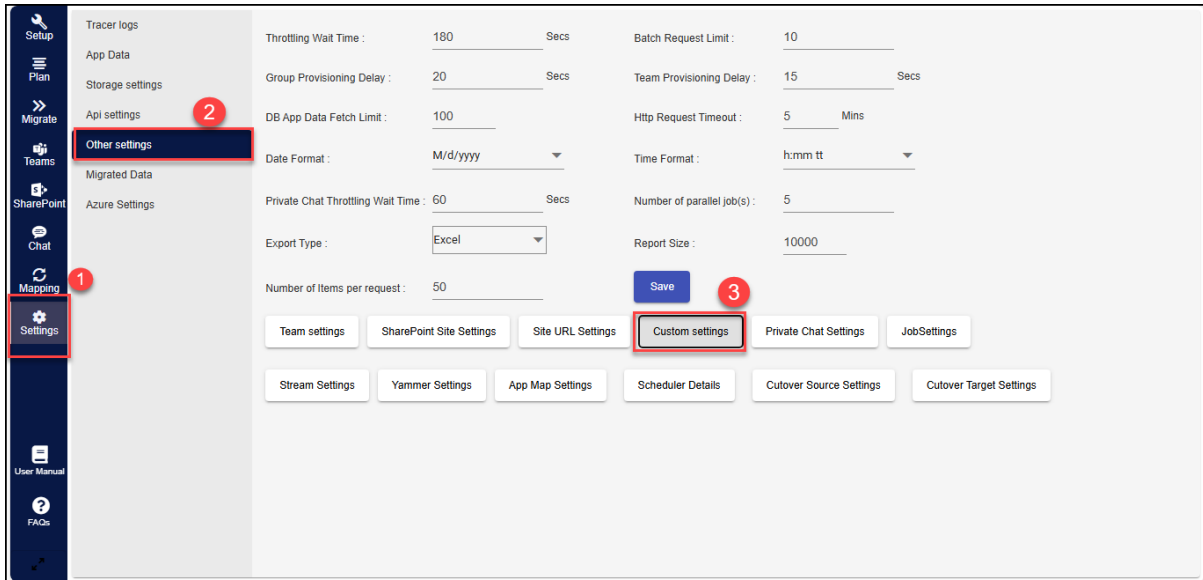 Setup
Plan
Migrate
Teams
SharePoint
Chat
Mapping
1
Settings
User Manual
FAQs
Tracer logs
App Data
Storage settings
Api settings
2
Other settings
Migrated Data
Azure Settings
Throttling Wait Time : 180 Secs Batch Request Limit : 10
Group Provisioning Delay : 20 Secs Team Provisioning Delay : 15 Secs
DB App Data Fetch Limit : 100 Http Request Timeout : 5 Mins
Date Format : M/d/yyyy Time Format : h:mm tt
Private Chat Throttling Wait Time : 60 Secs Number of parallel job(s) : 5
Export Type : Excel Report Size : 10000
Number of Items per request : 50 Save
3
Team settings SharePoint Site Settings Site URL Settings Custom settings Private Chat Settings JobSettings
Stream Settings Yammer Settings App Map Settings Scheduler Details Cutover Source Settings Cutover Target Settings